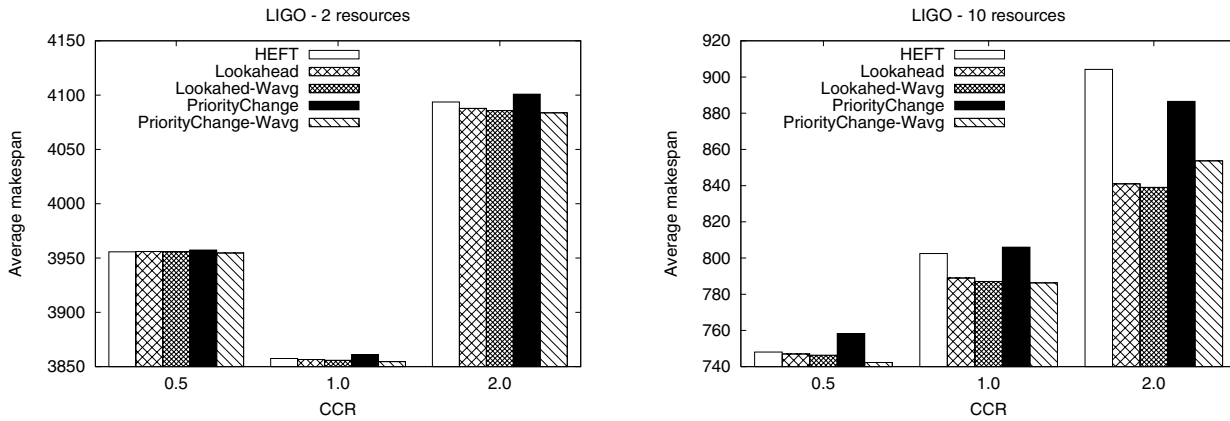 LIGO - 2 resources
4150
4100
4050
4000
3950
3900
3850
Average makespan
HEFT
Lookahead
Lookahed-Wavg
PriorityChange
PriorityChange-Wavg
0.5
1.0
2.0
CCR
LIGO - 10 resources
920
900
880
860
840
820
800
780
760
740
Average makespan
HEFT
Lookahead
Lookahed-Wavg
PriorityChange
PriorityChange-Wavg
0.5
1.0
2.0
CCR